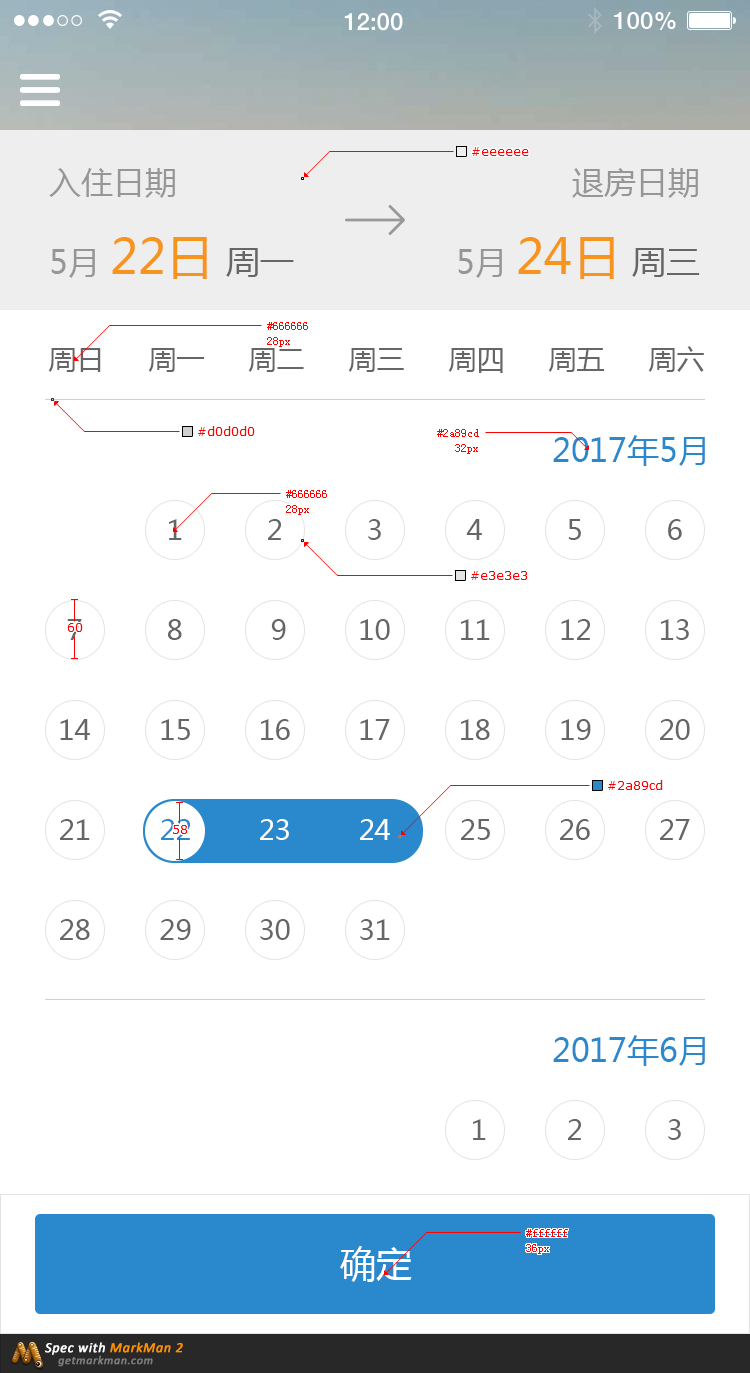 12:00 100%
#eeeeee
入住日期 退房日期
5月 22日 周一 5月 24日 周三
#666666
28px
周日 周一 周二 周三 周四 周五 周六
#d0d0d0
#2a89cd
32px
2017年5月
#666666
28px
1 2 3 4 5 6
#e3e3e3
7 8 9 10 11 12 13
60
14 15 16 17 18 19 20
#2a89cd
21 22 23 24 25 26 27
58
28 29 30 31
2017年6月
1 2 3
#ffffff
36px
确定
Spec with MarkMan 2
getmarkman.com